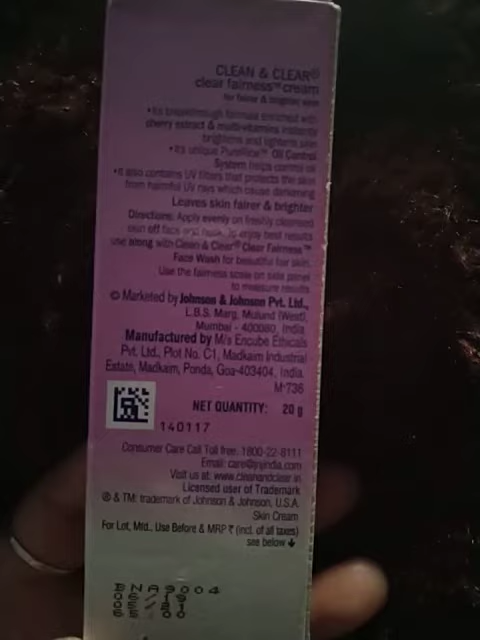 CLEAN & CLEAR®
clear fairness™ cream
for fairer & brighter skin
• Its breakthrough formula enriched with
cherry extract & multi-vitamins instantly
brightens and lightens skin
• Its unique PureRice™ Oil Control
System helps control oil
• It also contains UV filters that protects the skin
from harmful UV rays which cause darkening
Leaves skin fairer & brighter
Directions: Apply evenly on freshly cleansed
skin of face and neck. To enjoy best results
use along with Clean & Clear® Clear Fairness™
Face Wash for beautiful fair skin.
Use the fairness scale on side panel
to measure results
© Marketed by Johnson & Johnson Pvt. Ltd.,
L.B.S. Marg, Mulund (West),
Mumbai - 400080, India.
Manufactured by M/s Encube Ethicals
Pvt. Ltd., Plot No. C1, Madkaim Industrial
Estate, Madkaim, Ponda, Goa-403404, India.
M-736
NET QUANTITY: 20 g
140117
Consumer Care Call Toll free: 1800-22-8111
Email: care@jnjindia.com
Visit us at: www.cleanandclear.in
Licensed user of Trademark
® & TM: trademark of Johnson & Johnson, U.S.A.
Skin Cream
For Lot, Mfd., Use Before & MRP ₹ (incl. of all taxes)
see below